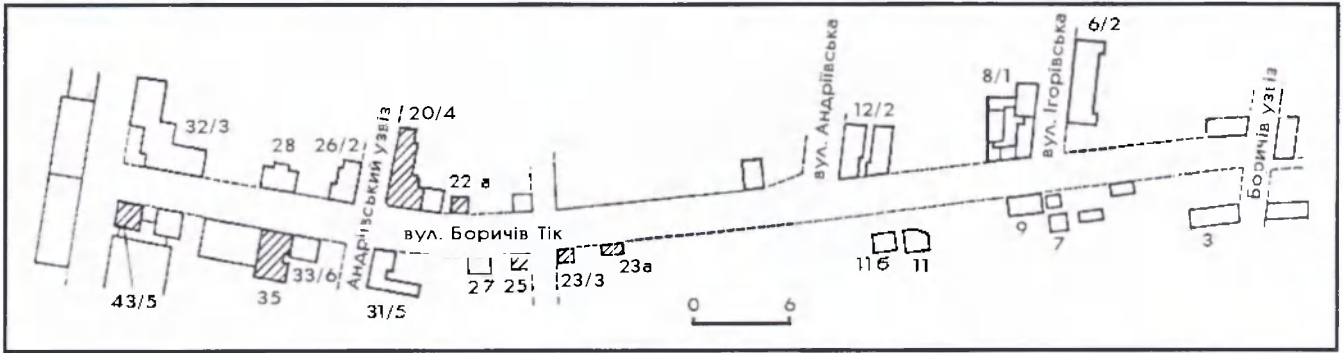 6/2
вул. Ігорівська
8/1
Боричів узвіз
вул. Андріївська
12/2
20/4
Андріївський узвіз
32/3
28
26/2
22 а
вул. Боричів Тік
43/5
35
33/6
31/5
27
25
23/3
23а
11б
11
9
7
3
0
6